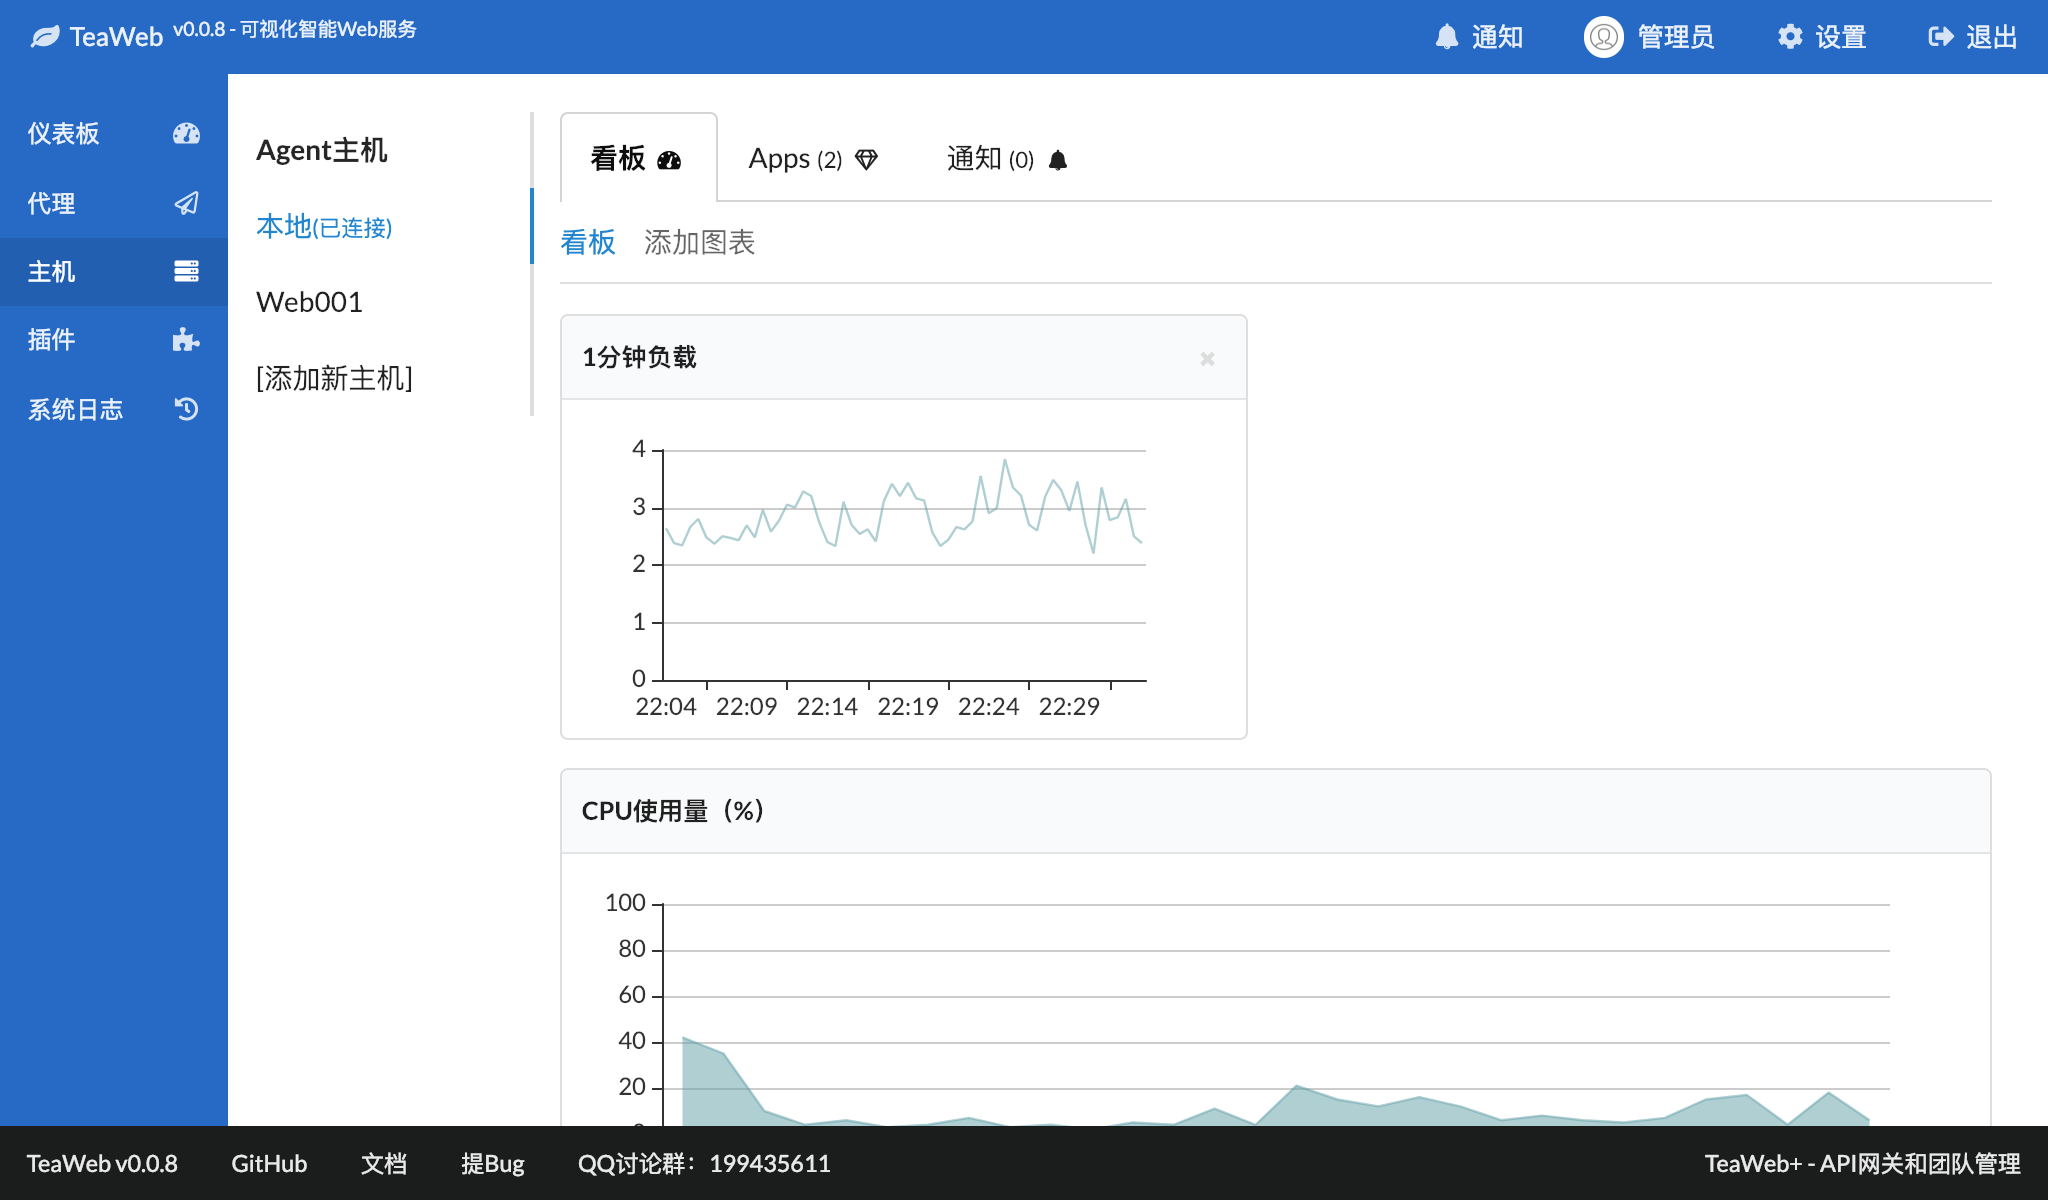 TeaWeb v0.0.8 - 可视化智能Web服务
通知
管理员
设置
退出
仪表板
代理
主机
插件
系统日志
Agent主机
本地(已连接)
Web001
[添加新主机]
看板
Apps (2)
通知 (0)
看板 添加图表
1分钟负载
4
3
2
1
0
22:04 22:09 22:14 22:19 22:24 22:29
CPU使用量（%）
100
80
60
40
20
TeaWeb v0.0.8 GitHub 文档 提Bug QQ讨论群：199435611 TeaWeb+ - API网关和团队管理